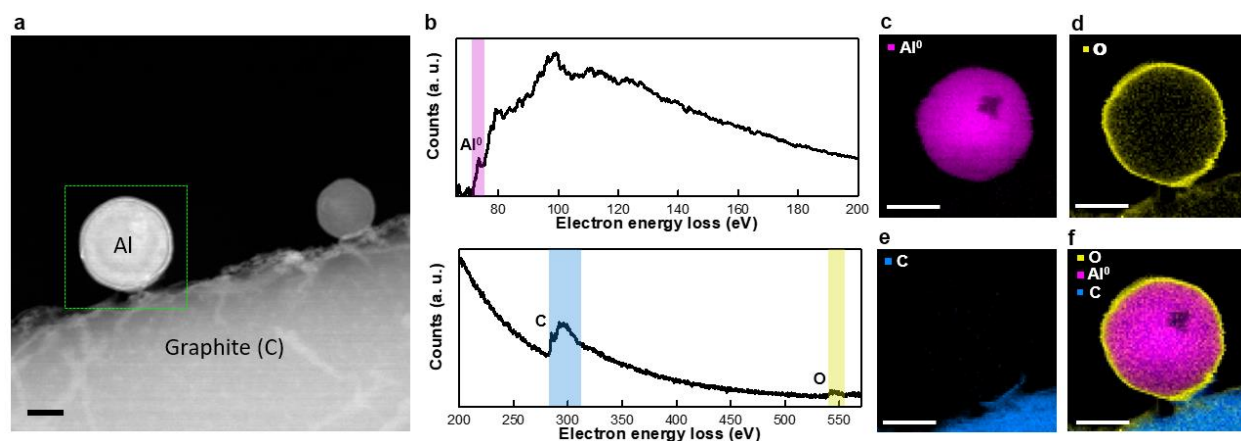 a
Al
Graphite (C)
b
Counts (a. u.)
Al⁰
80 100 120 140 160 180 200
Electron energy loss (eV)
Counts (a. u.)
C
O
200 250 300 350 400 450 500 550
Electron energy loss (eV)
c
Al⁰
d
O
e
C
f
O
Al⁰
C